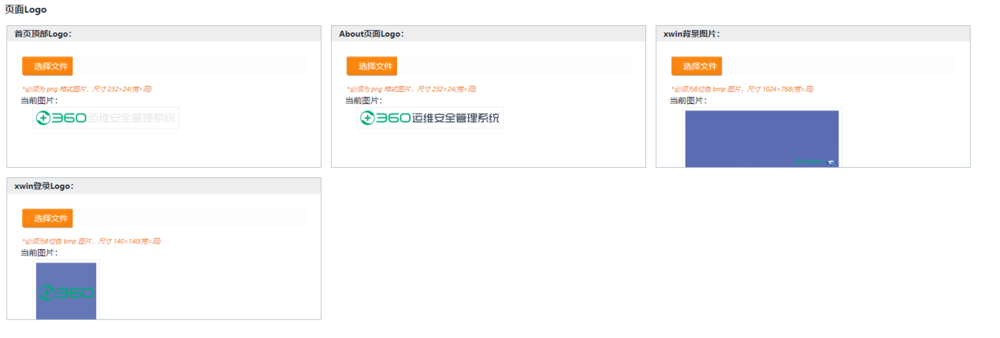 页面Logo
首页顶部Logo：
选择文件
*必须为 png 格式图片，尺寸 232×24(宽×高)
当前图片：
360运维安全管理系统
About页面Logo：
选择文件
*必须为 png 格式图片，尺寸 232×24(宽×高)
当前图片：
360运维安全管理系统
xwin背景图片：
选择文件
*必须为8位色 bmp 图片，尺寸 1024×768(宽×高)
当前图片：
xwin登录Logo：
选择文件
*必须为8位色 bmp 图片，尺寸 140×140(宽×高)
当前图片：
360